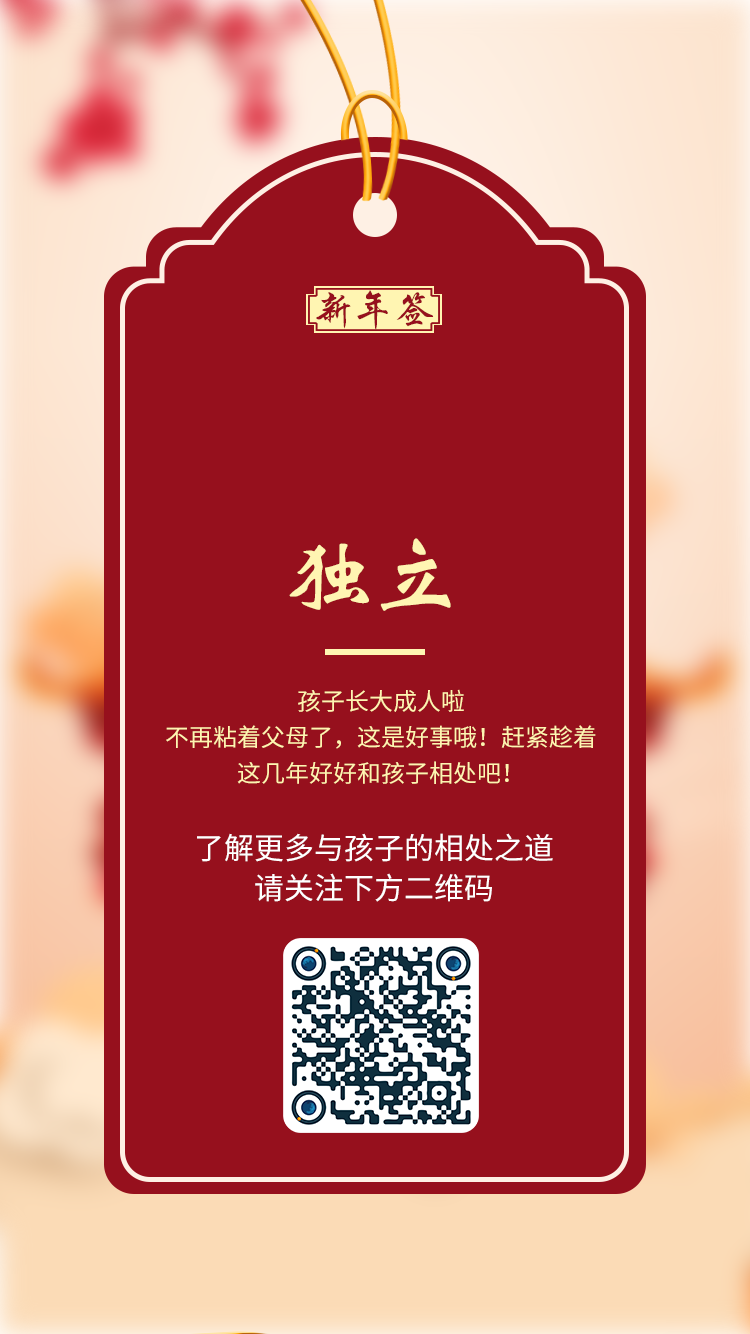 新年签
独立
孩子长大成人啦
不再粘着父母了，这是好事哦！赶紧趁着
这几年好好和孩子相处吧！
了解更多与孩子的相处之道
请关注下方二维码